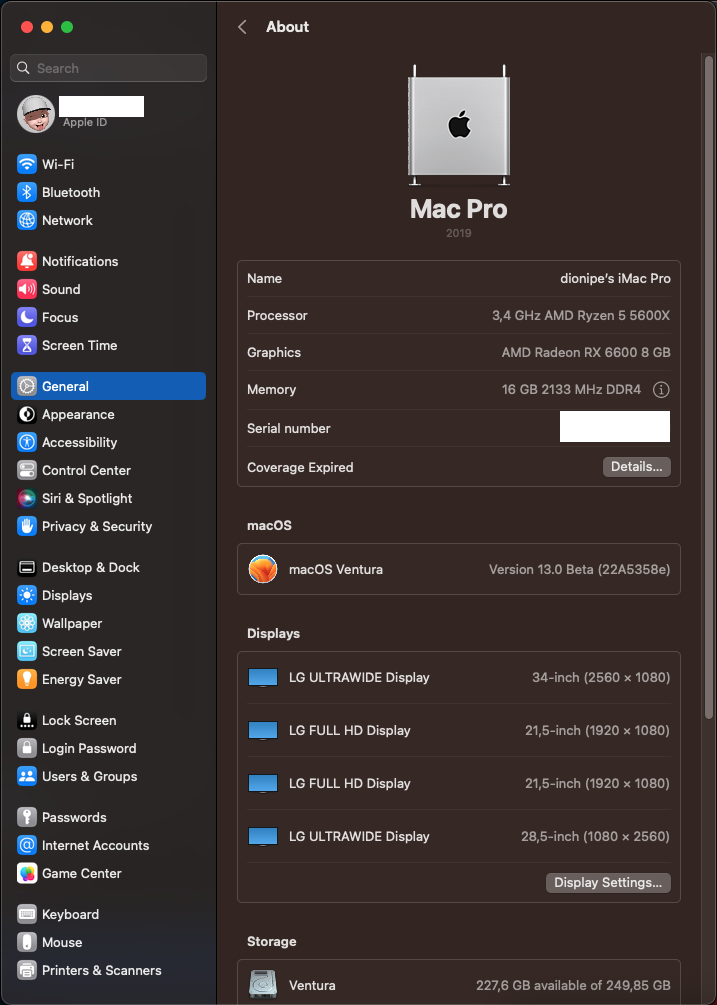 About
Search
Apple ID
Wi-Fi
Bluetooth
Network
Notifications
Sound
Focus
Screen Time
General
Appearance
Accessibility
Control Center
Siri & Spotlight
Privacy & Security
Desktop & Dock
Displays
Wallpaper
Screen Saver
Energy Saver
Lock Screen
Login Password
Users & Groups
Passwords
Internet Accounts
Game Center
Keyboard
Mouse
Printers & Scanners
Mac Pro
2019
Name dionipe’s iMac Pro
Processor 3,4 GHz AMD Ryzen 5 5600X
Graphics AMD Radeon RX 6600 8 GB
Memory 16 GB 2133 MHz DDR4
Serial number
Coverage Expired Details...
macOS
macOS Ventura Version 13.0 Beta (22A5358e)
Displays
LG ULTRAWIDE Display 34-inch (2560 × 1080)
LG FULL HD Display 21,5-inch (1920 × 1080)
LG FULL HD Display 21,5-inch (1920 × 1080)
LG ULTRAWIDE Display 28,5-inch (1080 × 2560)
Display Settings...
Storage
Ventura 227,6 GB available of 249,85 GB